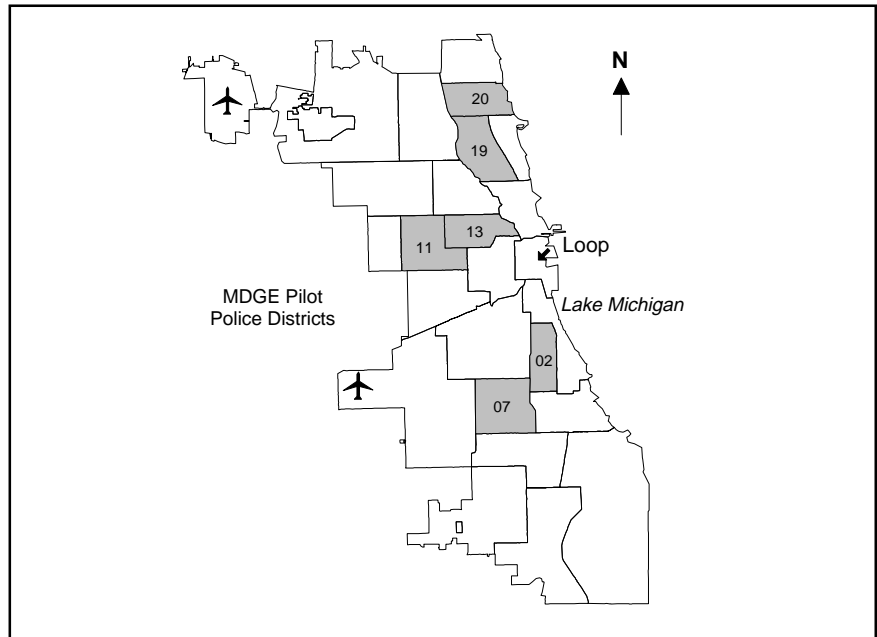 N
20
19
13
11
Loop
MDGE Pilot
Police Districts
Lake Michigan
02
07